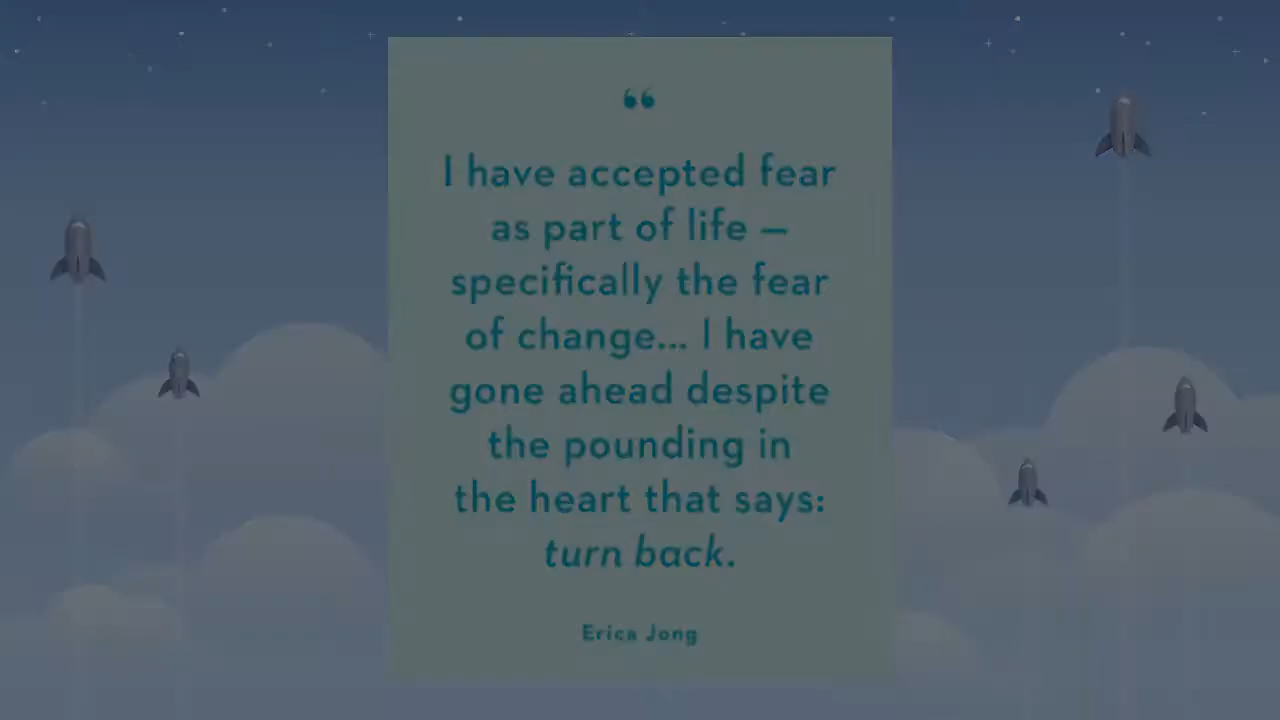 “
I have accepted fear
as part of life –
specifically the fear
of change... I have
gone ahead despite
the pounding in
the heart that says:
turn back.
Erica Jong